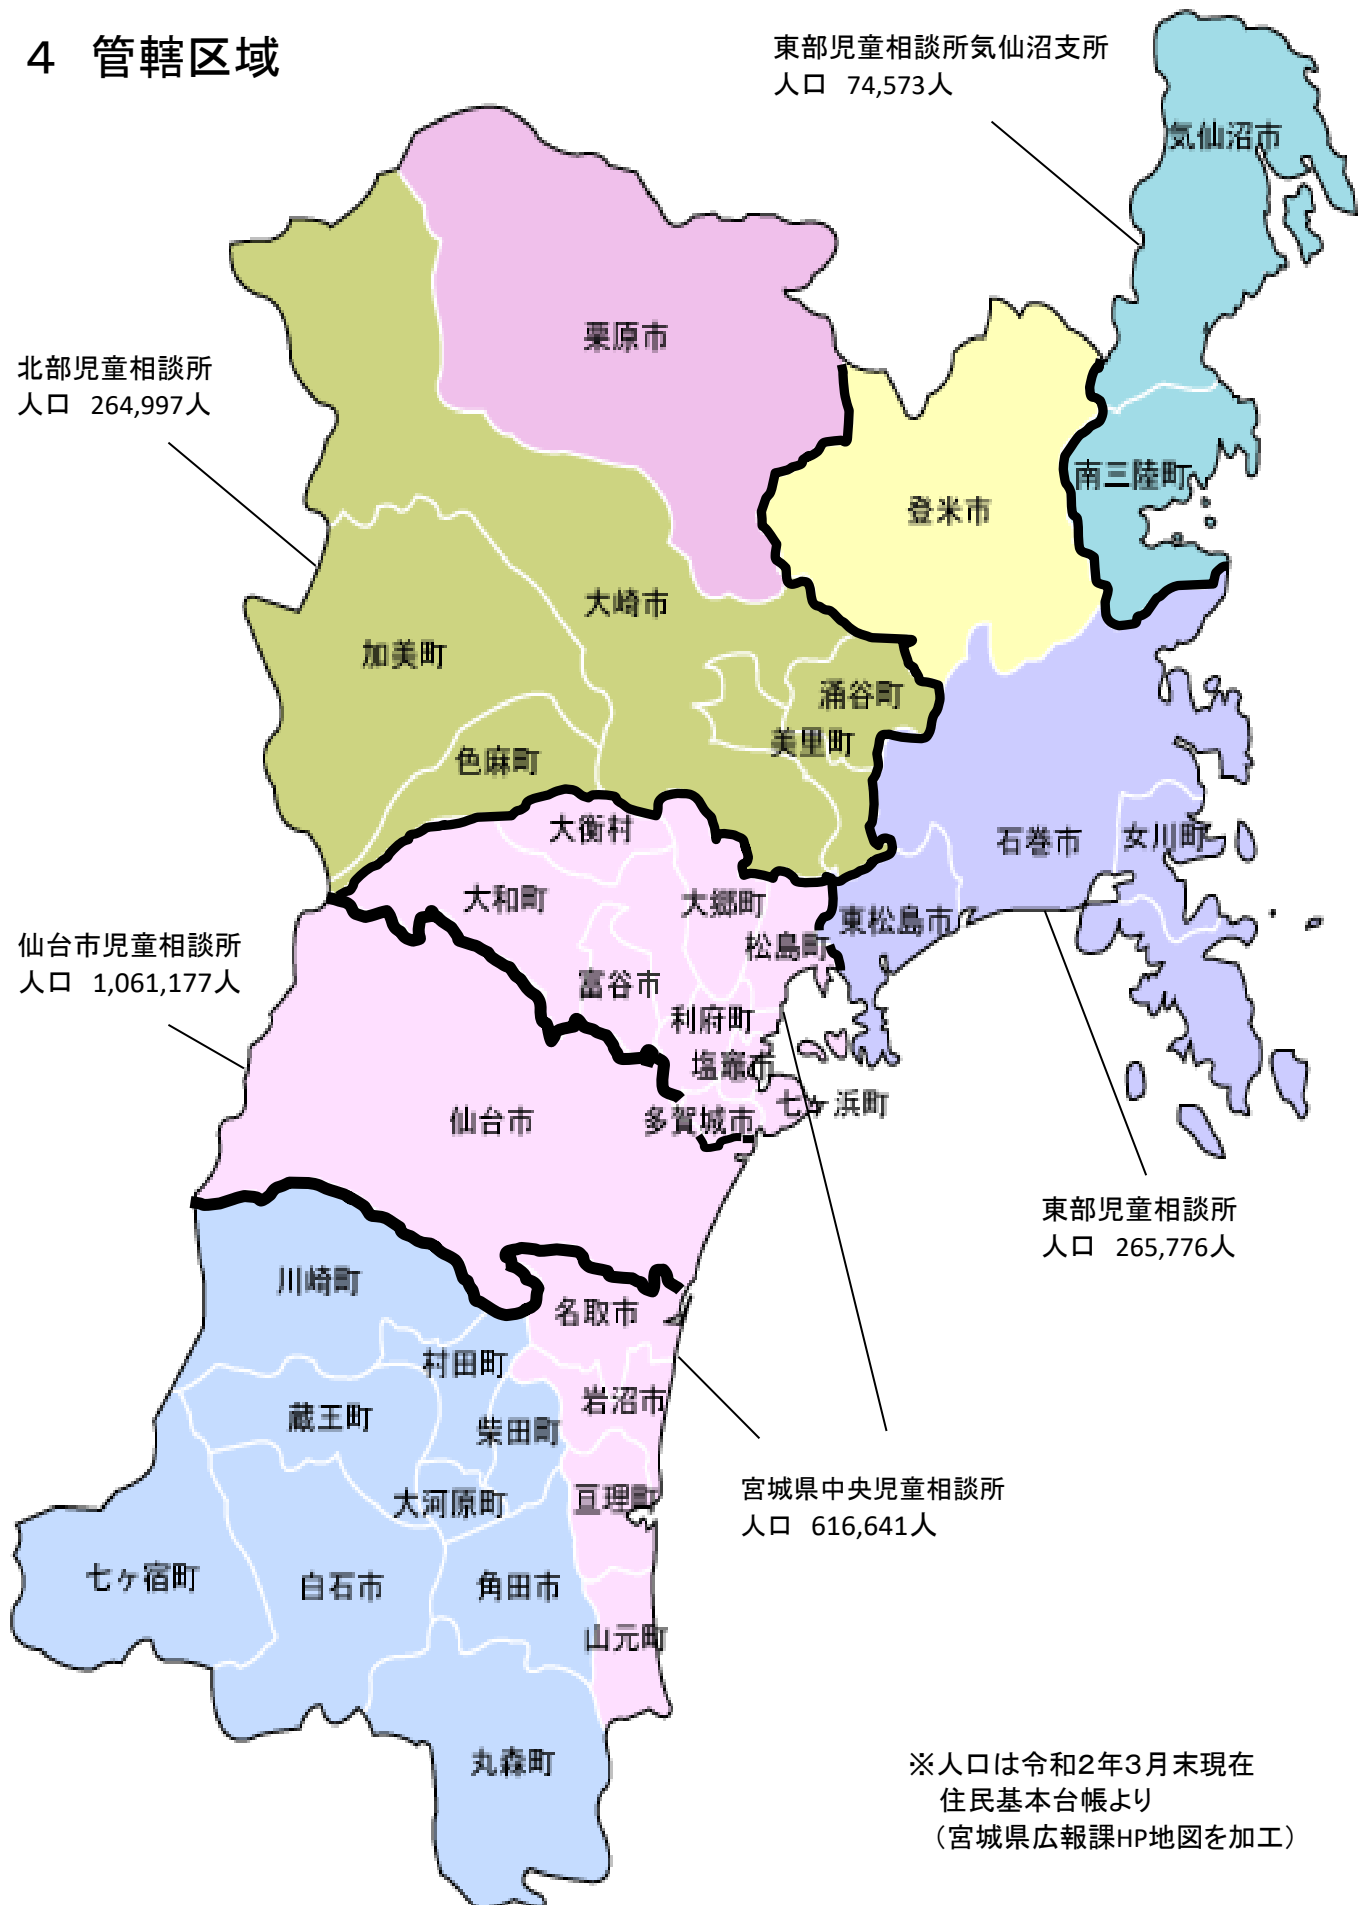 4 管轄区域
東部児童相談所気仙沼支所
人口 74,573人
気仙沼市
栗原市
北部児童相談所
人口 264,997人
南三陸町
登米市
大崎市
加美町
涌谷町
美里町
色麻町
大衡村
石巻市
女川町
大和町
大郷町
東松島市
松島町
仙台市児童相談所
人口 1,061,177人
富谷市
利府町
塩竈市
七ヶ浜町
仙台市
多賀城市
東部児童相談所
人口 265,776人
川崎町
名取市
村田町
岩沼市
蔵王町
柴田町
宮城県中央児童相談所
人口 616,641人
大河原町
亘理町
七ヶ宿町
白石市
角田市
山元町
丸森町
※人口は令和2年3月末現在
住民基本台帳より
（宮城県広報課HP地図を加工）